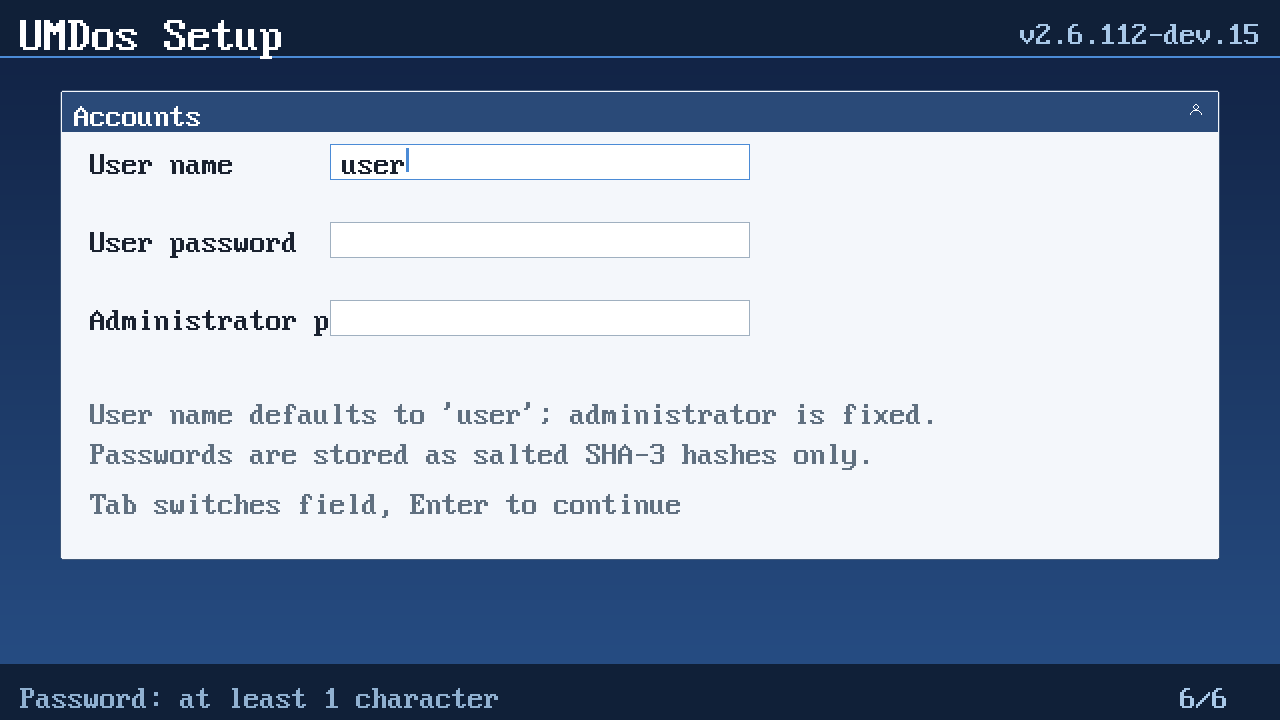 UMDos Setup
v2.6.112-dev.15
Accounts
User name
user
User password
Administrator p
User name defaults to 'user'; administrator is fixed.
Passwords are stored as salted SHA-3 hashes only.
Tab switches field, Enter to continue
Password: at least 1 character
6/6